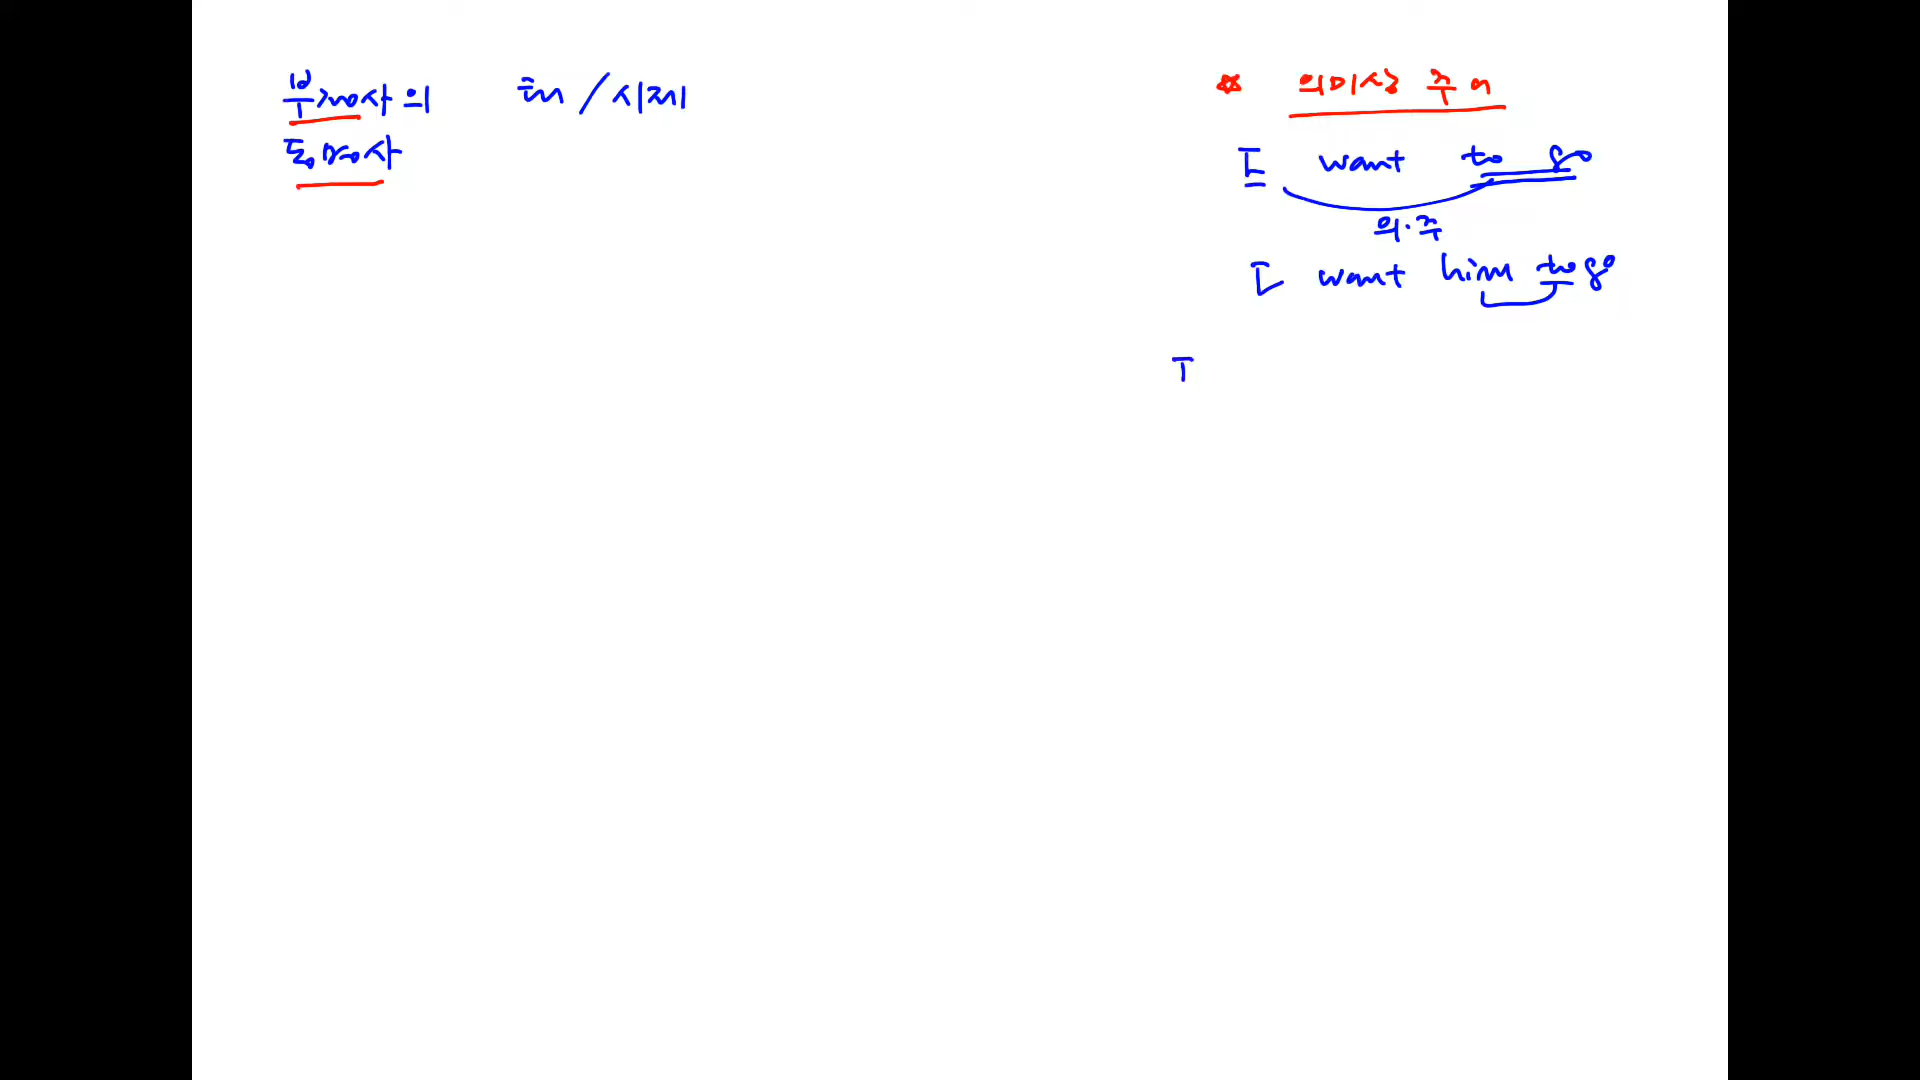 부정사의 태/시제
동명사
☆ 의미상 주어
I want to go
의.주
I want him to go
I